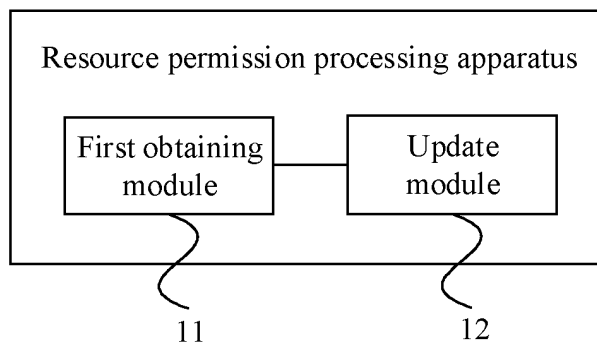 Resource permission processing apparatus
First obtaining
module
Update
module
11
12